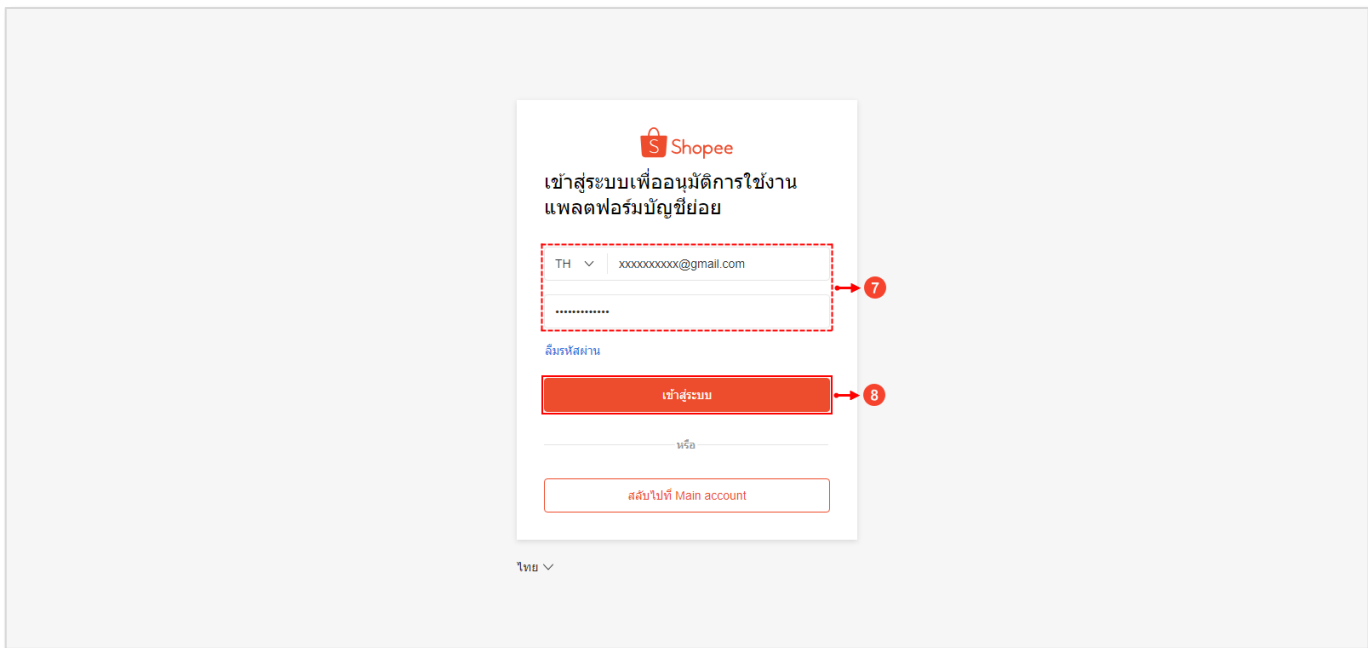 S Shopee
เข้าสู่ระบบเพื่ออนุมัติการใช้งาน
แพลตฟอร์มบัญชีย่อย
TH xxxxxxxxxx@gmail.com
7
•••••••••••••
ลืมรหัสผ่าน
เข้าสู่ระบบ
8
หรือ
สลับไปที่ Main account
ไทย